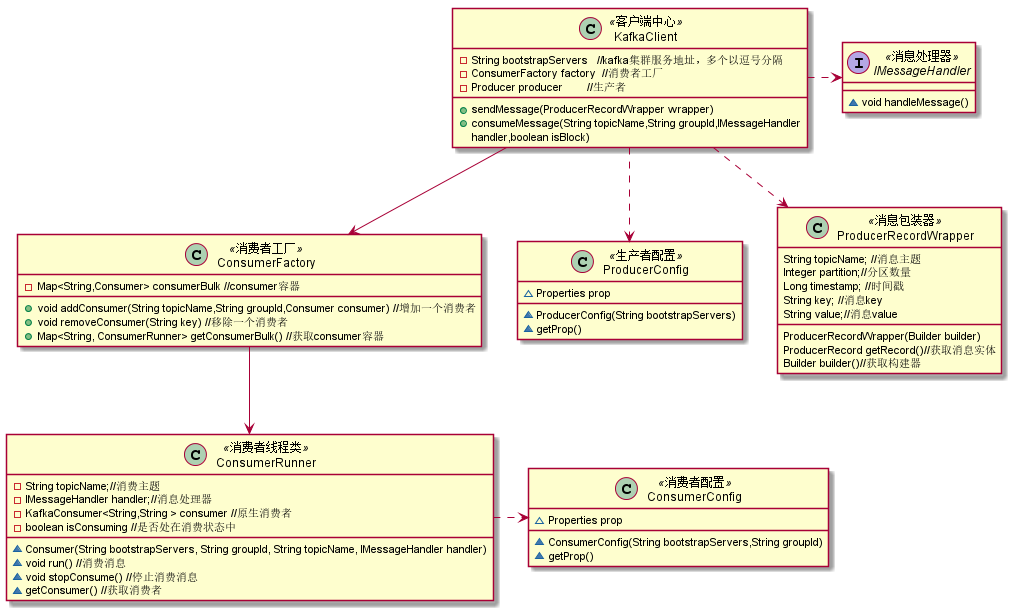 C
«客户端中心»
KafkaClient
String bootstrapServers //kafka集群服务地址，多个以逗号分隔
ConsumerFactory factory //消费者工厂
Producer producer //生产者
sendMessage(ProducerRecordWrapper wrapper)
consumeMessage(String topicName,String groupId,IMessageHandler
handler,boolean isBlock)
I
«消息处理器»
IMessageHandler
void handleMessage()
C
«消费者工厂»
ConsumerFactory
Map<String,Consumer> consumerBulk //consumer容器
void addConsumer(String topicName,String groupId,Consumer consumer) //增加一个消费者
void removeConsumer(String key) //移除一个消费者
Map<String, ConsumerRunner> getConsumerBulk() //获取consumer容器
C
«生产者配置»
ProducerConfig
Properties prop
ProducerConfig(String bootstrapServers)
getProp()
C
«消息包装器»
ProducerRecordWrapper
String topicName; //消息主题
Integer partition;//分区数量
Long timestamp; //时间戳
String key; //消息key
String value;//消息value
ProducerRecordWrapper(Builder builder)
ProducerRecord getRecord()//获取消息实体
Builder builder()//获取构建器
C
«消费者线程类»
ConsumerRunner
String topicName;//消费主题
IMessageHandler handler;//消息处理器
KafkaConsumer<String,String > consumer //原生消费者
boolean isConsuming //是否处在消费状态中
Consumer(String bootstrapServers, String groupId, String topicName, IMessageHandler handler)
void run() //消费消息
void stopConsume() //停止消费消息
getConsumer() //获取消费者
C
«消费者配置»
ConsumerConfig
Properties prop
ConsumerConfig(String bootstrapServers,String groupId)
getProp()